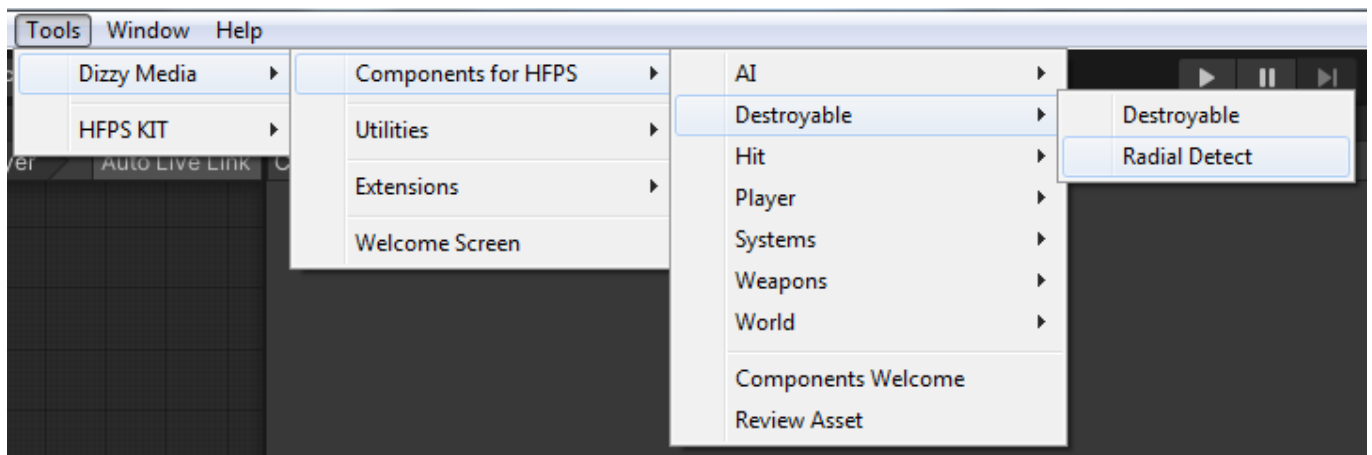 Tools Window Help
Dizzy Media
HFPS KIT
Auto Live Link
Components for HFPS
Utilities
Extensions
Welcome Screen
AI
Destroyable
Hit
Player
Systems
Weapons
World
Components Welcome
Review Asset
Destroyable
Radial Detect